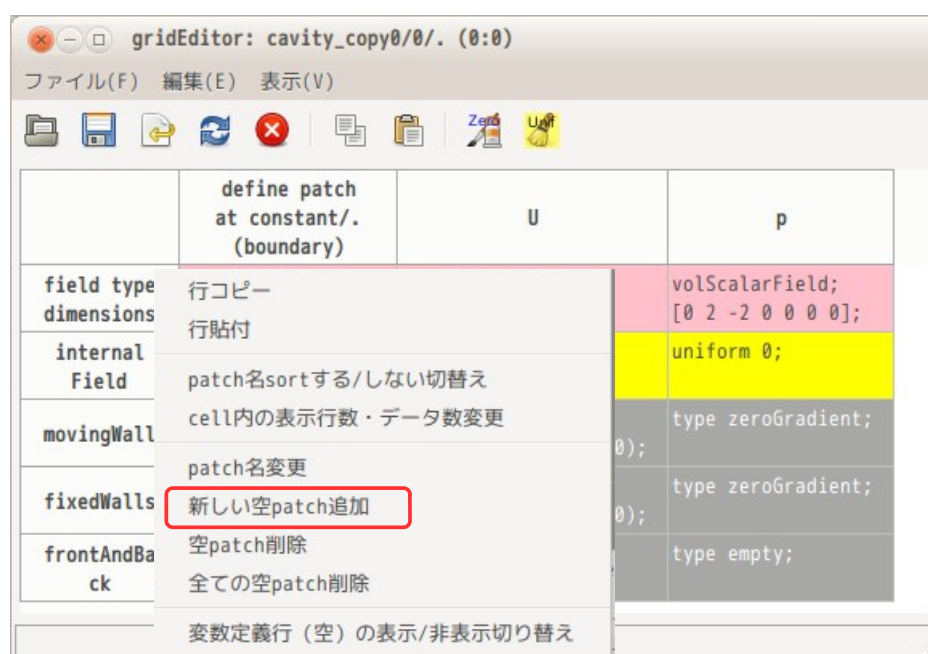 gridEditor: cavity_copy0/0/. (0:0)
ファイル(F) 編集(E) 表示(V)
Zero
Unif
define patch
at constant/.
(boundary)
U
p
field type
dimensions
volScalarField;
[0 2 -2 0 0 0 0];
internal
Field
uniform 0;
movingWall
0);
type zeroGradient;
fixedWalls
0);
type zeroGradient;
frontAndBa
ck
type empty;
行コピー
行貼付
patch名sortする/しない切替え
cell内の表示行数・データ数変更
patch名変更
新しい空patch追加
空patch削除
全ての空patch削除
変数定義行（空）の表示/非表示切り替え